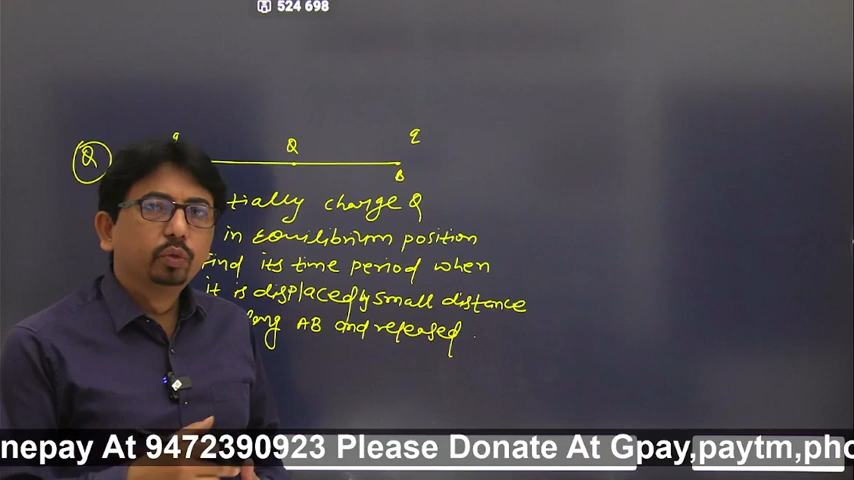 524 698
q Q q
Q
B
tially charge Q
in equilibrium position
Find its time period when
it is displaced by small distance
long AB and released.
nepay At 9472390923 Please Donate At Gpay,paytm,pho